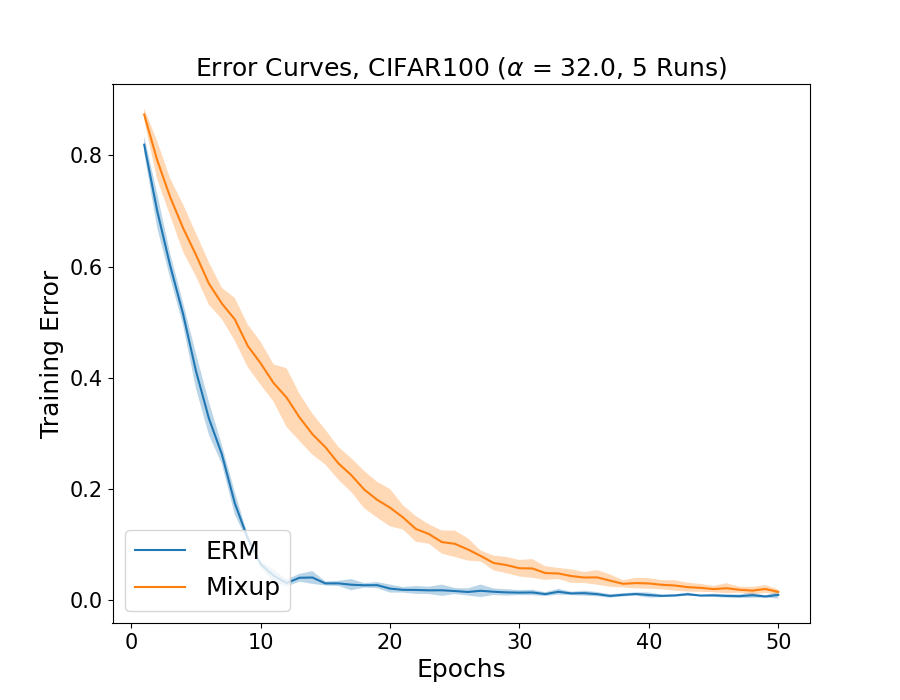 Error Curves, CIFAR100 (α = 32.0, 5 Runs)
Training Error
0.8
0.6
0.4
0.2
0.0
ERM
Mixup
0 10 20 30 40 50
Epochs